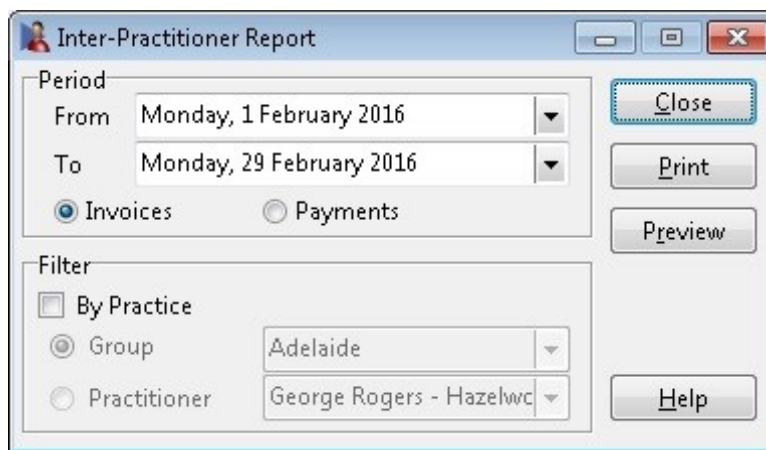 Inter-Practitioner Report
Period
From Monday, 1 February 2016
To Monday, 29 February 2016
Invoices Payments
Close
Print
Preview
Filter
By Practice
Group Adelaide
Practitioner George Rogers - Hazelwc
Help